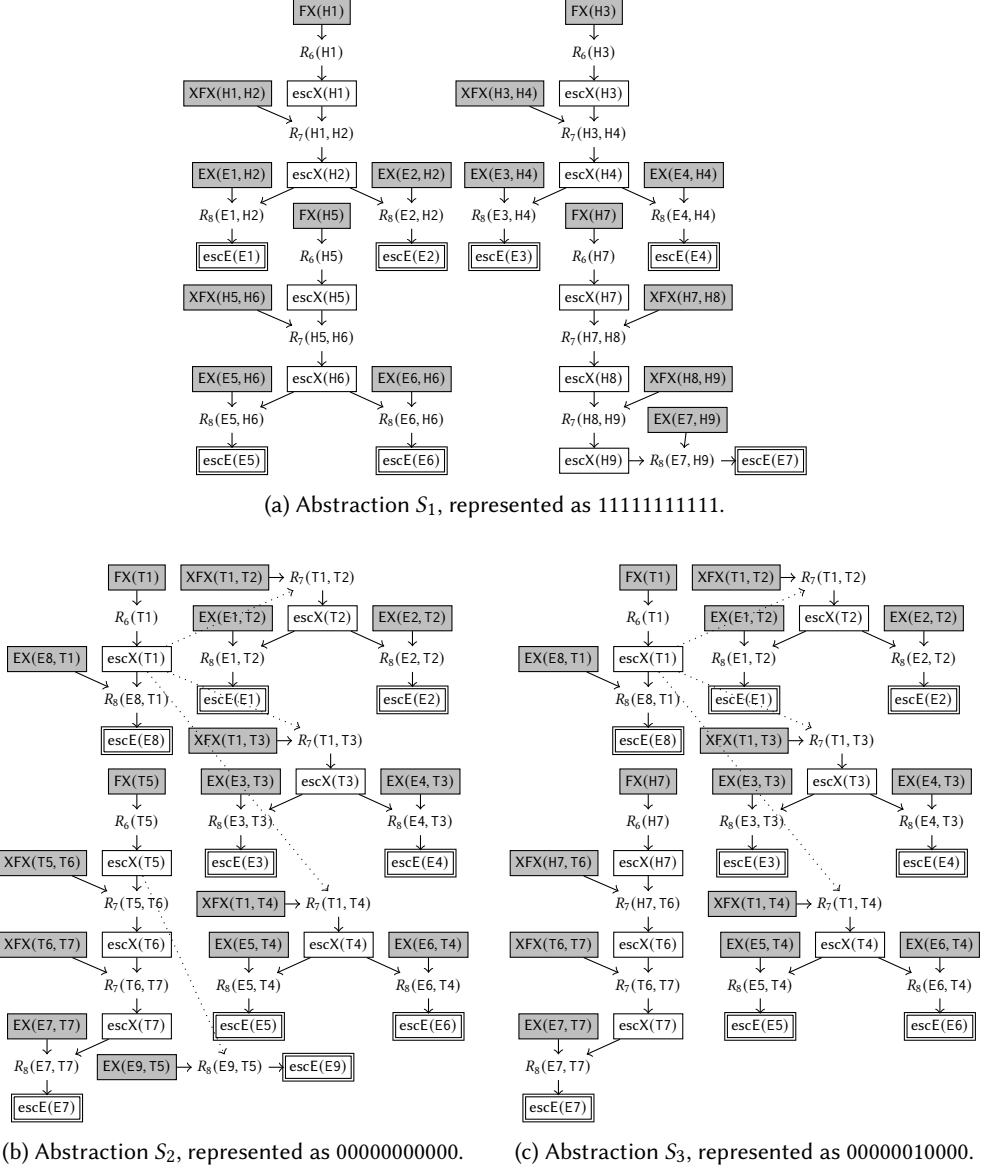 FX(H1) FX(H3)
R6(H1) R6(H3)
XFX(H1, H2) escX(H1) XFX(H3, H4) escX(H3)
R7(H1, H2) R7(H3, H4)
EX(E1, H2) escX(H2) EX(E2, H2) EX(E3, H4) escX(H4) EX(E4, H4)
R8(E1, H2) FX(H5) R8(E2, H2) R8(E3, H4) FX(H7) R8(E4, H4)
escE(E1) R6(H5) escE(E2) escE(E3) R6(H7) escE(E4)
XFX(H5, H6) escX(H5) escX(H7) XFX(H7, H8)
R7(H5, H6) R7(H7, H8)
EX(E5, H6) escX(H6) EX(E6, H6) escX(H8) XFX(H8, H9)
R8(E5, H6) R8(E6, H6) R7(H8, H9) EX(E7, H9)
escE(E5) escE(E6) escX(H9) R8(E7, H9) escE(E7)
(a) Abstraction S1, represented as 11111111111.
FX(T1) XFX(T1, T2) R7(T1, T2)
R6(T1) EX(E1, T2) escX(T2) EX(E2, T2)
EX(E8, T1) escX(T1) R8(E1, T2) R8(E2, T2)
R8(E8, T1) escE(E1) escE(E2)
escE(E8) XFX(T1, T3) R7(T1, T3)
FX(T5) EX(E3, T3) escX(T3) EX(E4, T3)
R6(T5) R8(E3, T3) R8(E4, T3)
XFX(T5, T6) escX(T5) escE(E3) escE(E4)
R7(T5, T6) XFX(T1, T4) R7(T1, T4)
XFX(T6, T7) escX(T6) EX(E5, T4) escX(T4) EX(E6, T4)
R7(T6, T7) R8(E5, T4) R8(E6, T4)
EX(E7, T7) escX(T7) escE(E5) escE(E6)
R8(E7, T7) EX(E9, T5) R8(E9, T5) escE(E9)
escE(E7)
(b) Abstraction S2, represented as 00000000000.
FX(T1) XFX(T1, T2) R7(T1, T2)
R6(T1) EX(E1, T2) escX(T2) EX(E2, T2)
EX(E8, T1) escX(T1) R8(E1, T2) R8(E2, T2)
R8(E8, T1) escE(E1) escE(E2)
escE(E8) XFX(T1, T3) R7(T1, T3)
FX(H7) EX(E3, T3) escX(T3) EX(E4, T3)
R6(H7) R8(E3, T3) R8(E4, T3)
XFX(H7, T6) escX(H7) escE(E3) escE(E4)
R7(H7, T6) XFX(T1, T4) R7(T1, T4)
XFX(T6, T7) escX(T6) EX(E5, T4) escX(T4) EX(E6, T4)
R7(T6, T7) R8(E5, T4) R8(E6, T4)
EX(E7, T7) escX(T7) escE(E5) escE(E6)
R8(E7, T7)
escE(E7)
(c) Abstraction S3, represented as 00000010000.